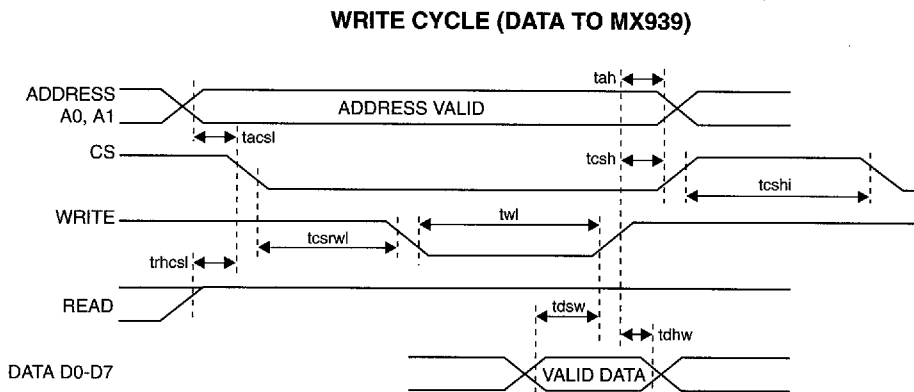 WRITE CYCLE (DATA TO MX939)
tah
ADDRESS
A0, A1
ADDRESS VALID
tacsl
CS
tcsh
tcshi
WRITE
twl
tcsrwl
trhcsl
READ
tdsw
tdhw
DATA D0-D7
VALID DATA